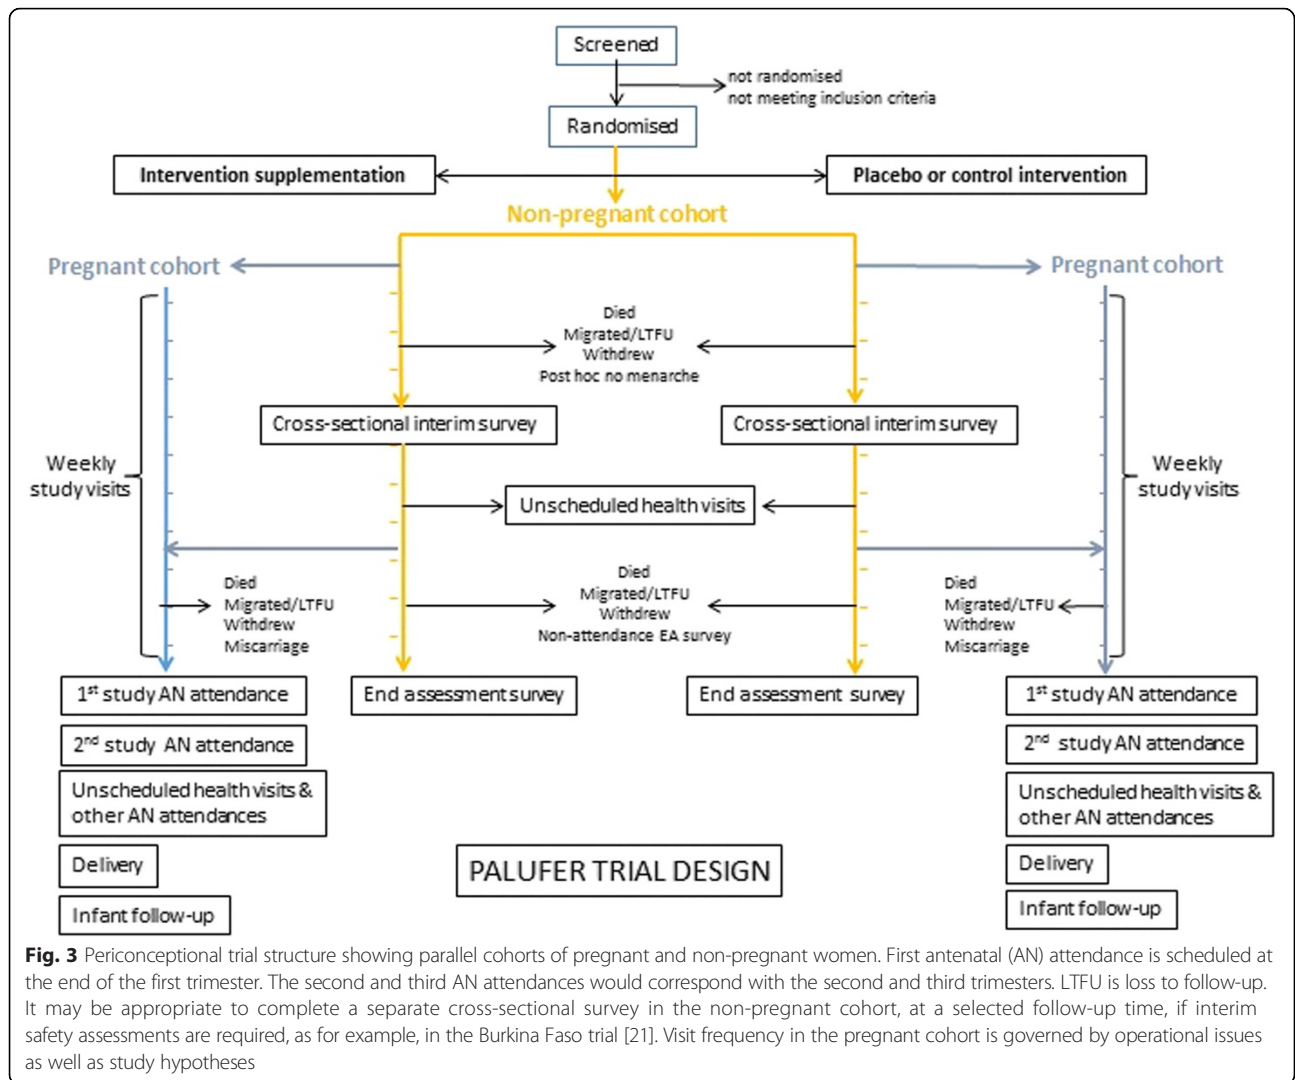 Screened
not randomised
not meeting inclusion criteria
Randomised
Intervention supplementation
Placebo or control intervention
Non-pregnant cohort
Pregnant cohort
Pregnant cohort
Died
Migrated/LTFU
Withdrew
Post hoc no menarche
Cross-sectional interim survey
Cross-sectional interim survey
Weekly
study visits
Weekly
study visits
Unscheduled health visits
Died
Migrated/LTFU
Withdrew
Miscarriage
Died
Migrated/LTFU
Withdrew
Non-attendance EA survey
Died
Migrated/LTFU
Withdrew
Miscarriage
1st study AN attendance
End assessment survey
End assessment survey
1st study AN attendance
2nd study AN attendance
2nd study AN attendance
Unscheduled health visits &
other AN attendances
Unscheduled health visits &
other AN attendances
Delivery
PALUFER TRIAL DESIGN
Delivery
Infant follow-up
Infant follow-up
Fig. 3 Periconceptional trial structure showing parallel cohorts of pregnant and non-pregnant women. First antenatal (AN) attendance is scheduled at
the end of the first trimester. The second and third AN attendances would correspond with the second and third trimesters. LTFU is loss to follow-up.
It may be appropriate to complete a separate cross-sectional survey in the non-pregnant cohort, at a selected follow-up time, if interim
safety assessments are required, as for example, in the Burkina Faso trial [21]. Visit frequency in the pregnant cohort is governed by operational issues
as well as study hypotheses